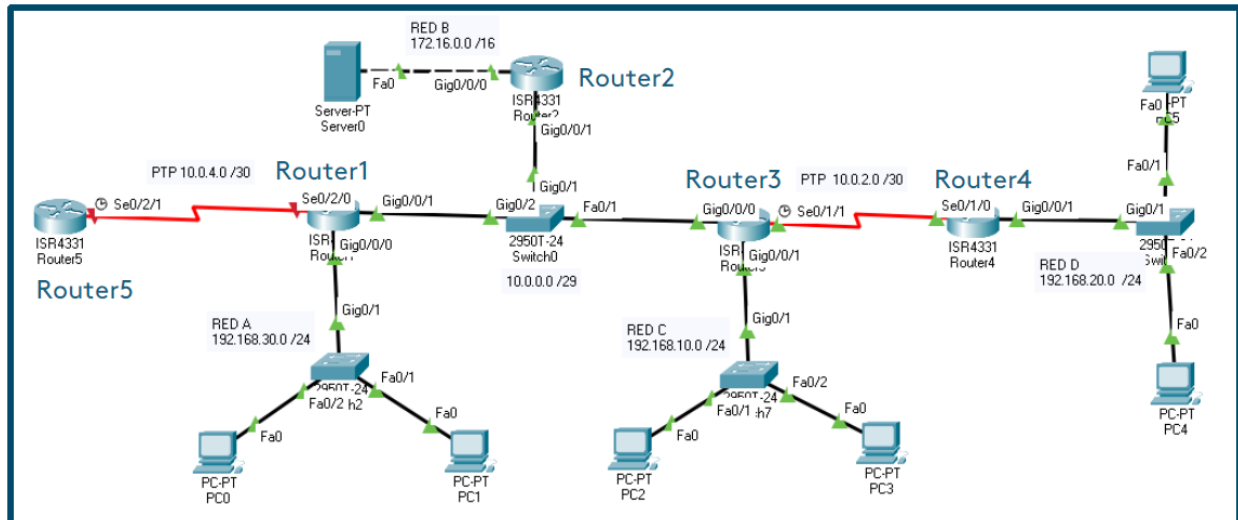 RED B
172.16.0.0 /16
Fa0
Gig0/0/0
Router2
Server-PT
Server0
ISR4331
Router2
Gig0/0/1
Fa0
-PT
Fa0/1
PTP 10.0.4.0 /30
Router1
Gig0/1
Router3
PTP 10.0.2.0 /30
Router4
Se0/2/1
Se0/2/0
Gig0/0/1
Gig0/2
Fa0/1
Gig0/0/0
Se0/1/1
Se0/1/0
Gig0/0/1
Gig0/1
ISR4331
Router5
ISR
Gig0/0/0
2950T-24
Switch0
10.0.0.0 /29
Gig0/0/1
ISR4331
Router4
Fa0/2
Router5
RED A
192.168.30.0 /24
Gig0/1
RED C
192.168.10.0 /24
Gig0/1
RED D
192.168.20.0 /24
Fa0
Fa0/2
Fa0/1
Fa0/1
Fa0/2
Fa0
Fa0
Fa0
Fa0
PC-PT
PC0
PC-PT
PC1
PC-PT
PC2
PC-PT
PC3
PC-PT
PC4